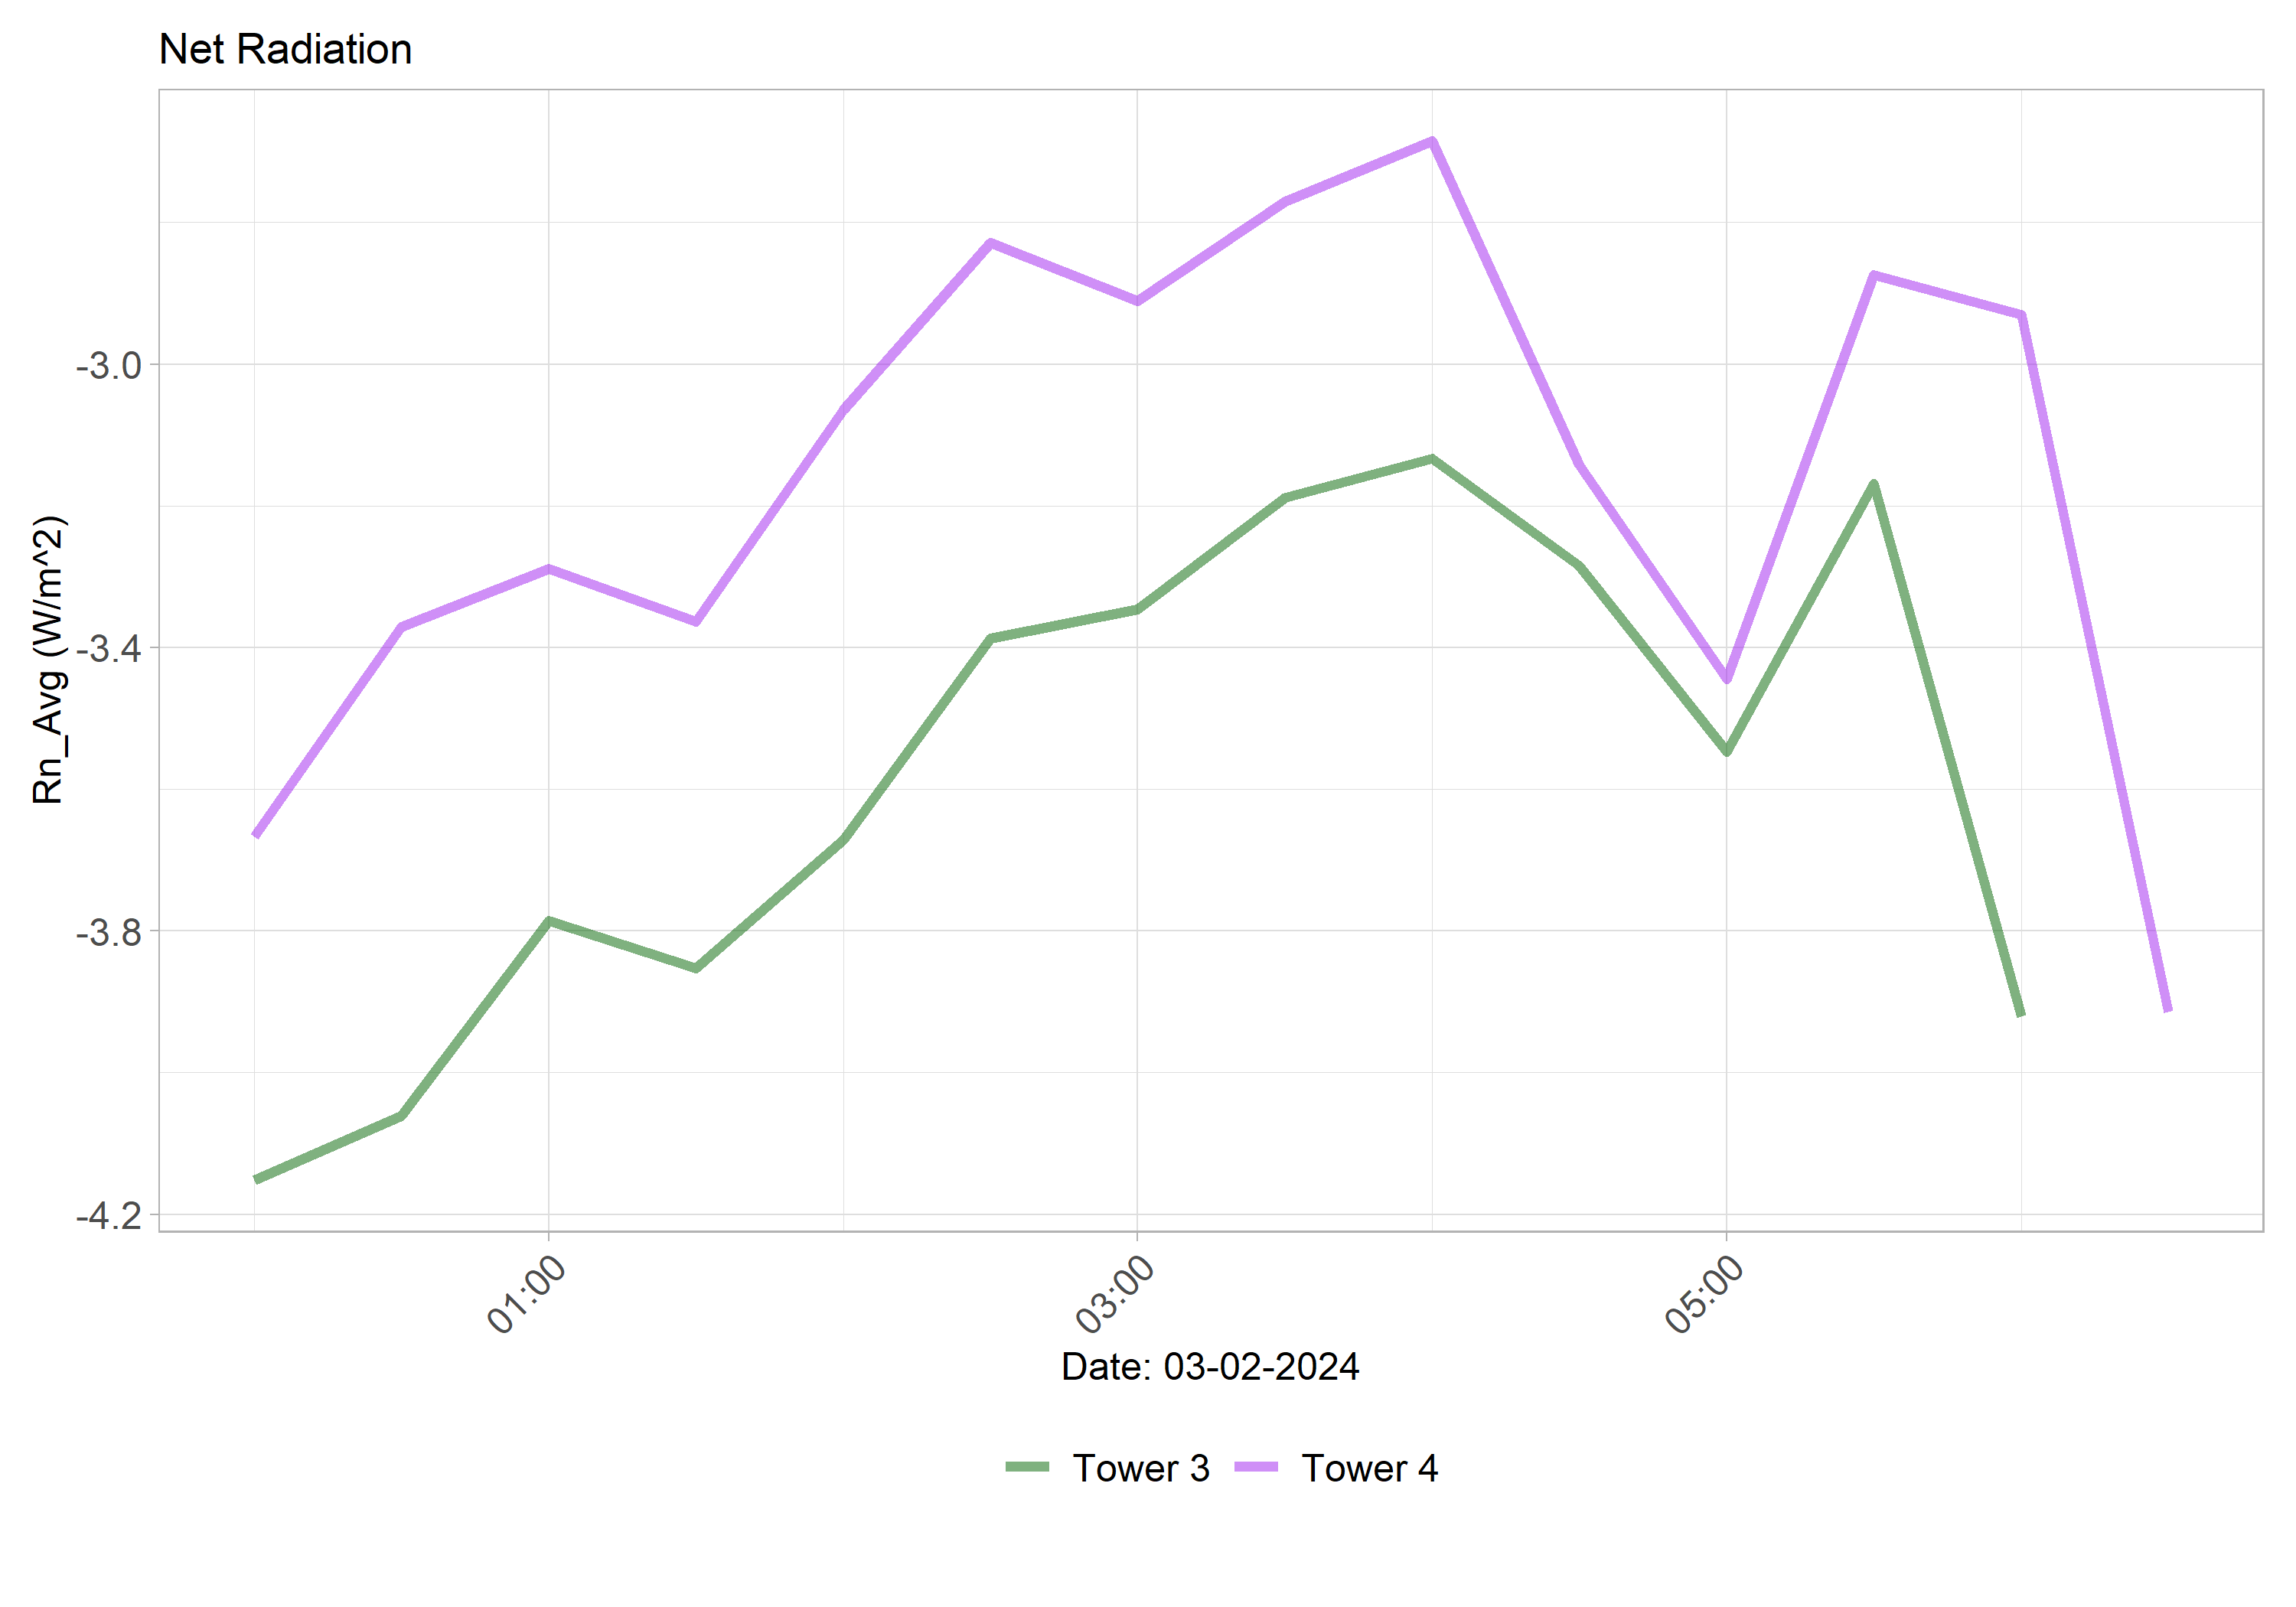 Net Radiation
Rn_Avg (W/m^2)
-3.0
-3.4
-3.8
-4.2
01:00
03:00
05:00
Date: 03-02-2024
Tower 3
Tower 4